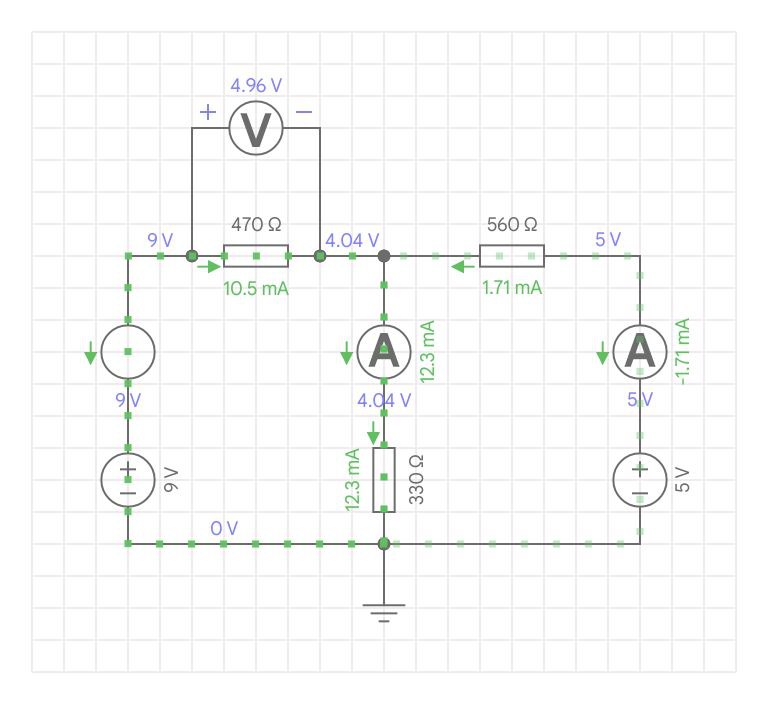 4.96 V
+
−
V
470 Ω
560 Ω
9 V
4.04 V
5 V
10.5 mA
1.71 mA
A
12.3 mA
A
-1.71 mA
9 V
4.04 V
5 V
+
−
9 V
12.3 mA
330 Ω
+
−
5 V
0 V